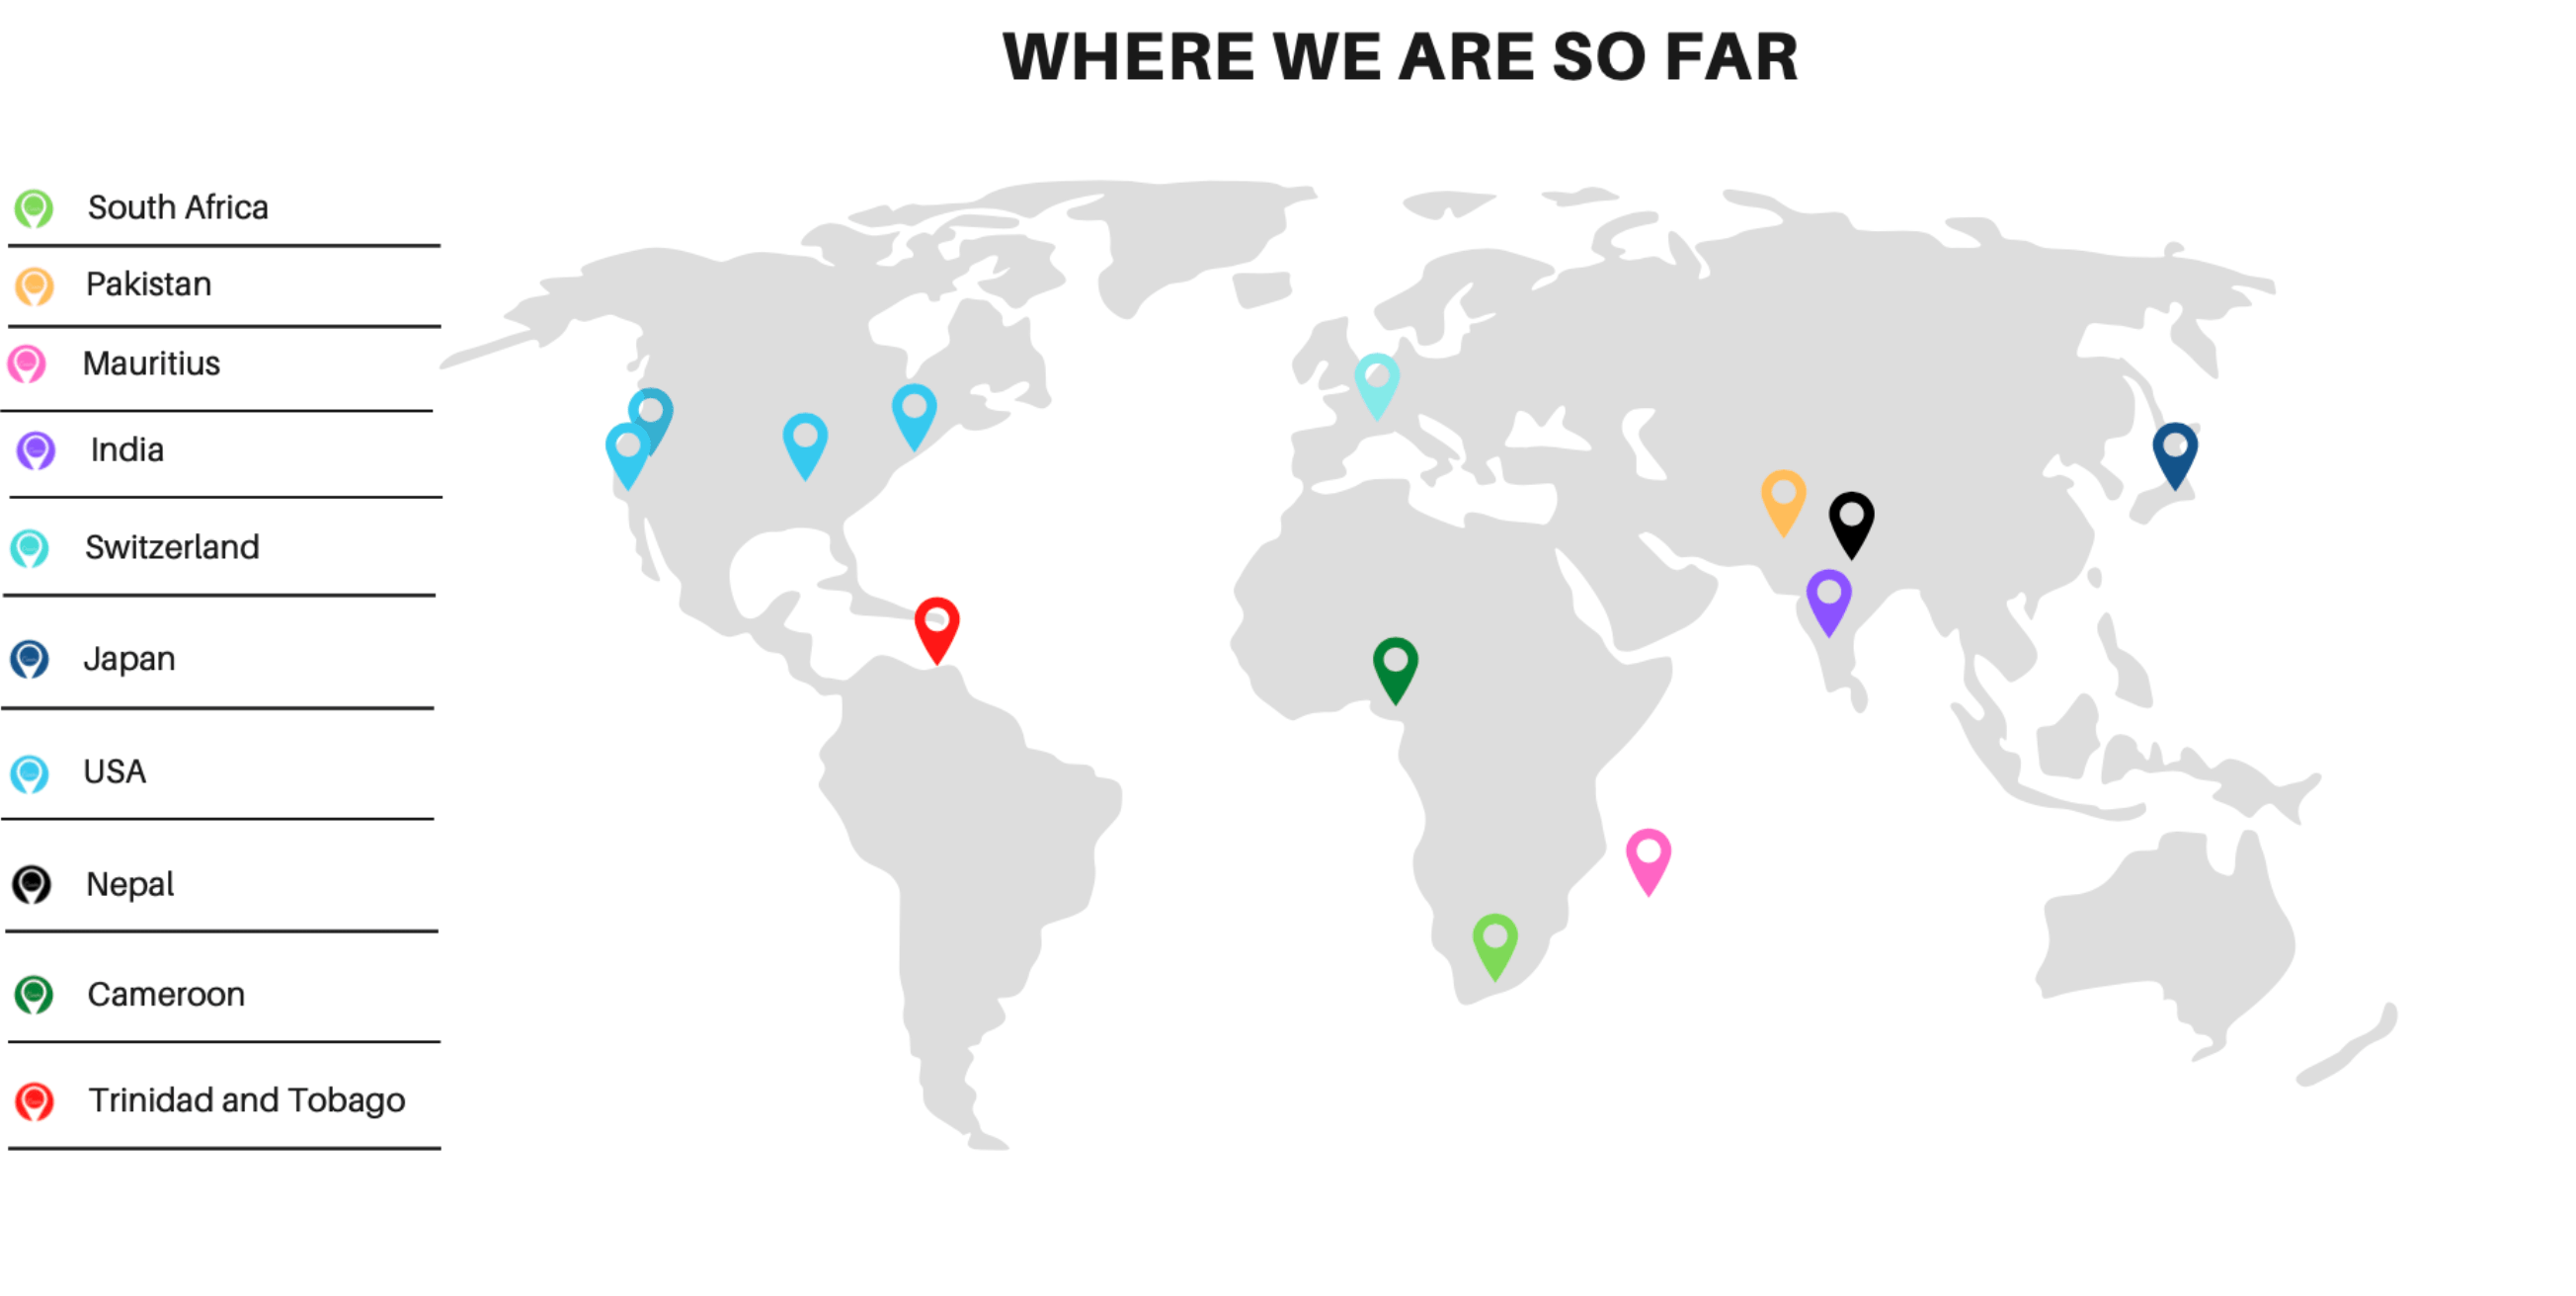 WHERE WE ARE SO FAR
South Africa
Pakistan
Mauritius
India
Switzerland
Japan
USA
Nepal
Cameroon
Trinidad and Tobago